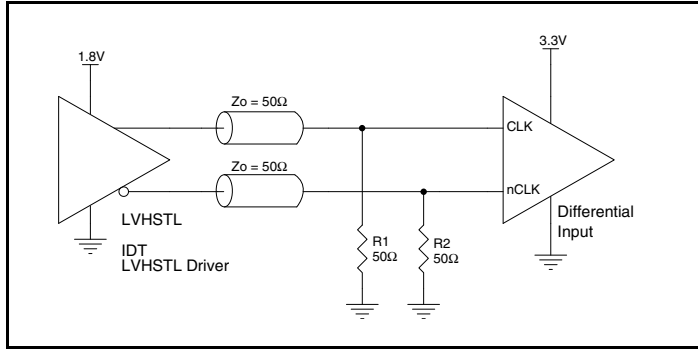 1.8V
3.3V
Zo = 50Ω
CLK
Zo = 50Ω
nCLK
LVHSTL
IDT
LVHSTL Driver
R1
50Ω
R2
50Ω
Differential
Input